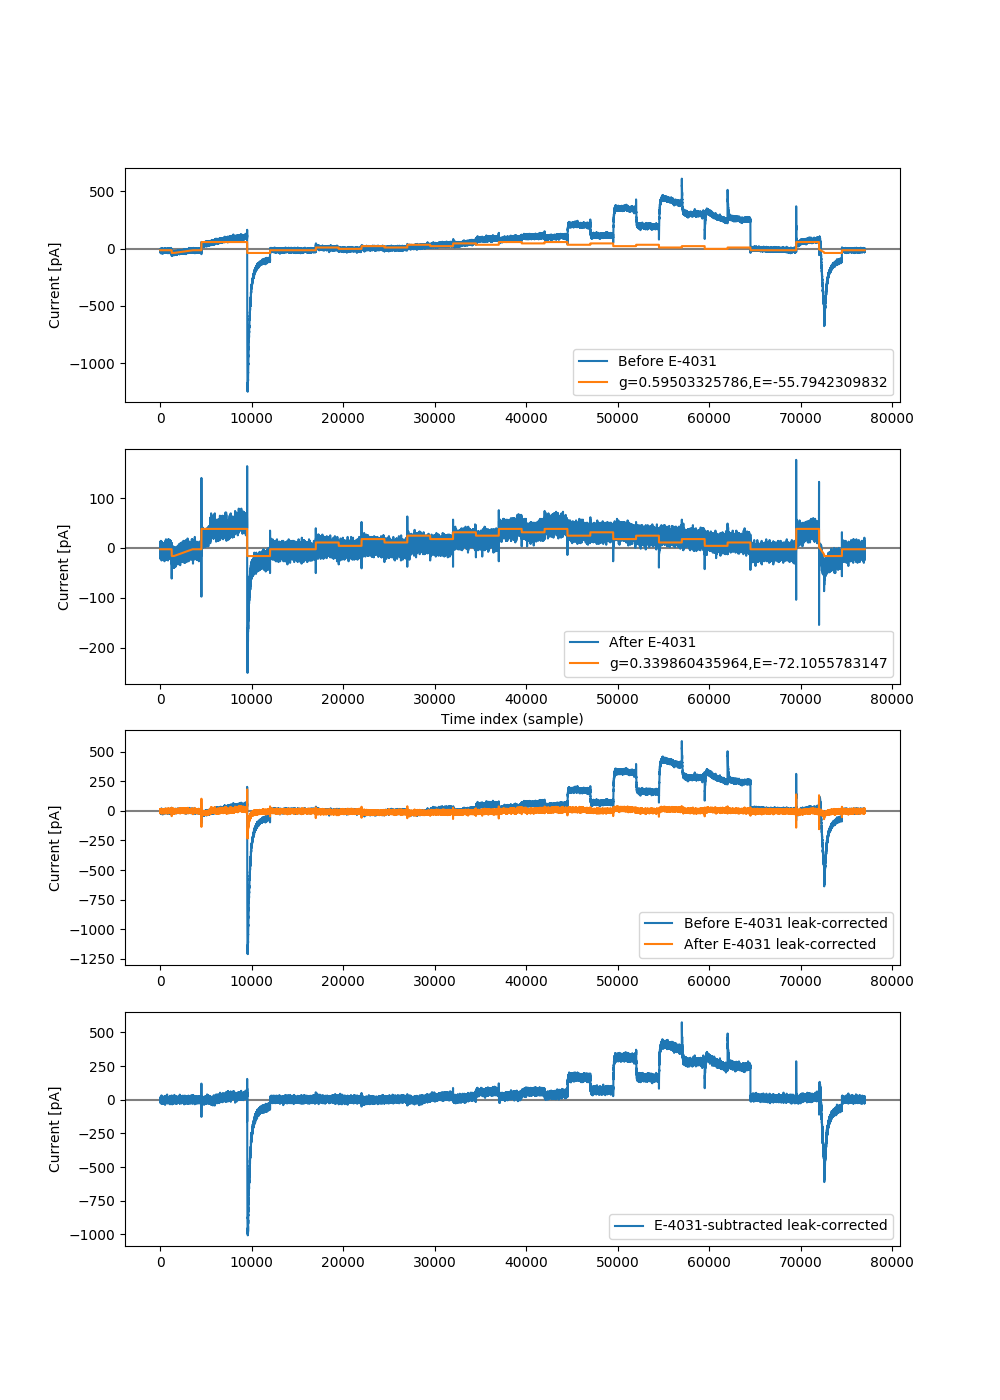 500
0
−500
−1000
Current [pA]
Before E-4031
g=0.59503325786,E=-55.7942309832
0 10000 20000 30000 40000 50000 60000 70000 80000
100
0
−100
−200
Current [pA]
After E-4031
g=0.339860435964,E=-72.1055783147
0 10000 20000 30000 40000 50000 60000 70000 80000
Time index (sample)
500
250
0
−250
−500
−750
−1000
−1250
Current [pA]
Before E-4031 leak-corrected
After E-4031 leak-corrected
0 10000 20000 30000 40000 50000 60000 70000 80000
500
250
0
−250
−500
−750
−1000
Current [pA]
E-4031-subtracted leak-corrected
0 10000 20000 30000 40000 50000 60000 70000 80000